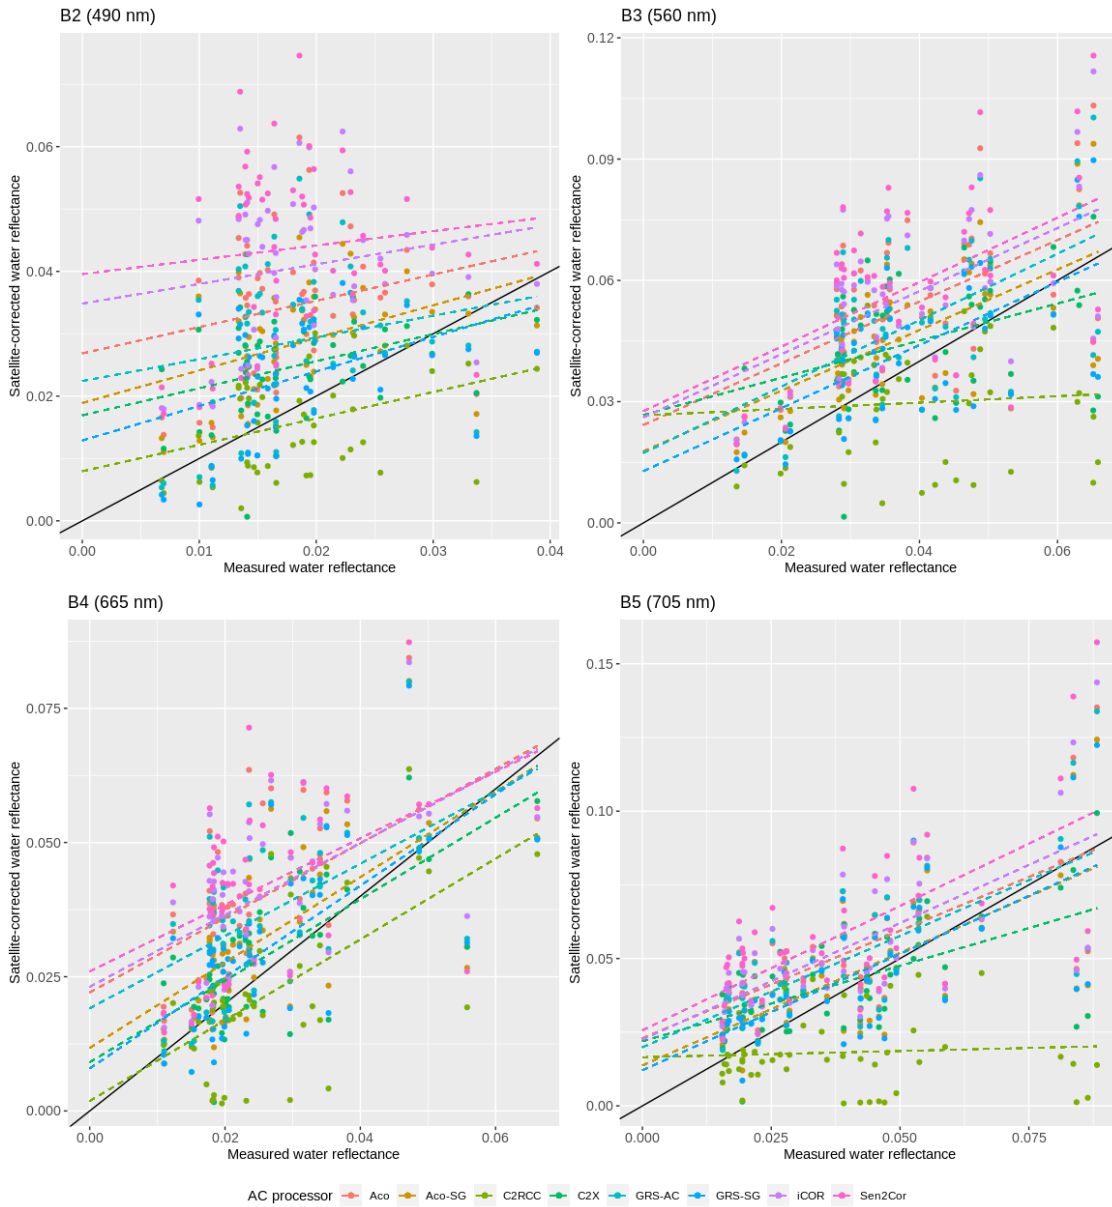 B2 (490 nm)
Satellite-corrected water reflectance
0.06
0.04
0.02
0.00
0.00 0.01 0.02 0.03 0.04
Measured water reflectance
B3 (560 nm)
Satellite-corrected water reflectance
0.12
0.09
0.06
0.03
0.00
0.00 0.02 0.04 0.06
Measured water reflectance
B4 (665 nm)
Satellite-corrected water reflectance
0.075
0.050
0.025
0.000
0.00 0.02 0.04 0.06
Measured water reflectance
B5 (705 nm)
Satellite-corrected water reflectance
0.15
0.10
0.05
0.00
0.000 0.025 0.050 0.075
Measured water reflectance
AC processor Aco Aco-SG C2RCC C2X GRS-AC GRS-SG iCOR Sen2Cor